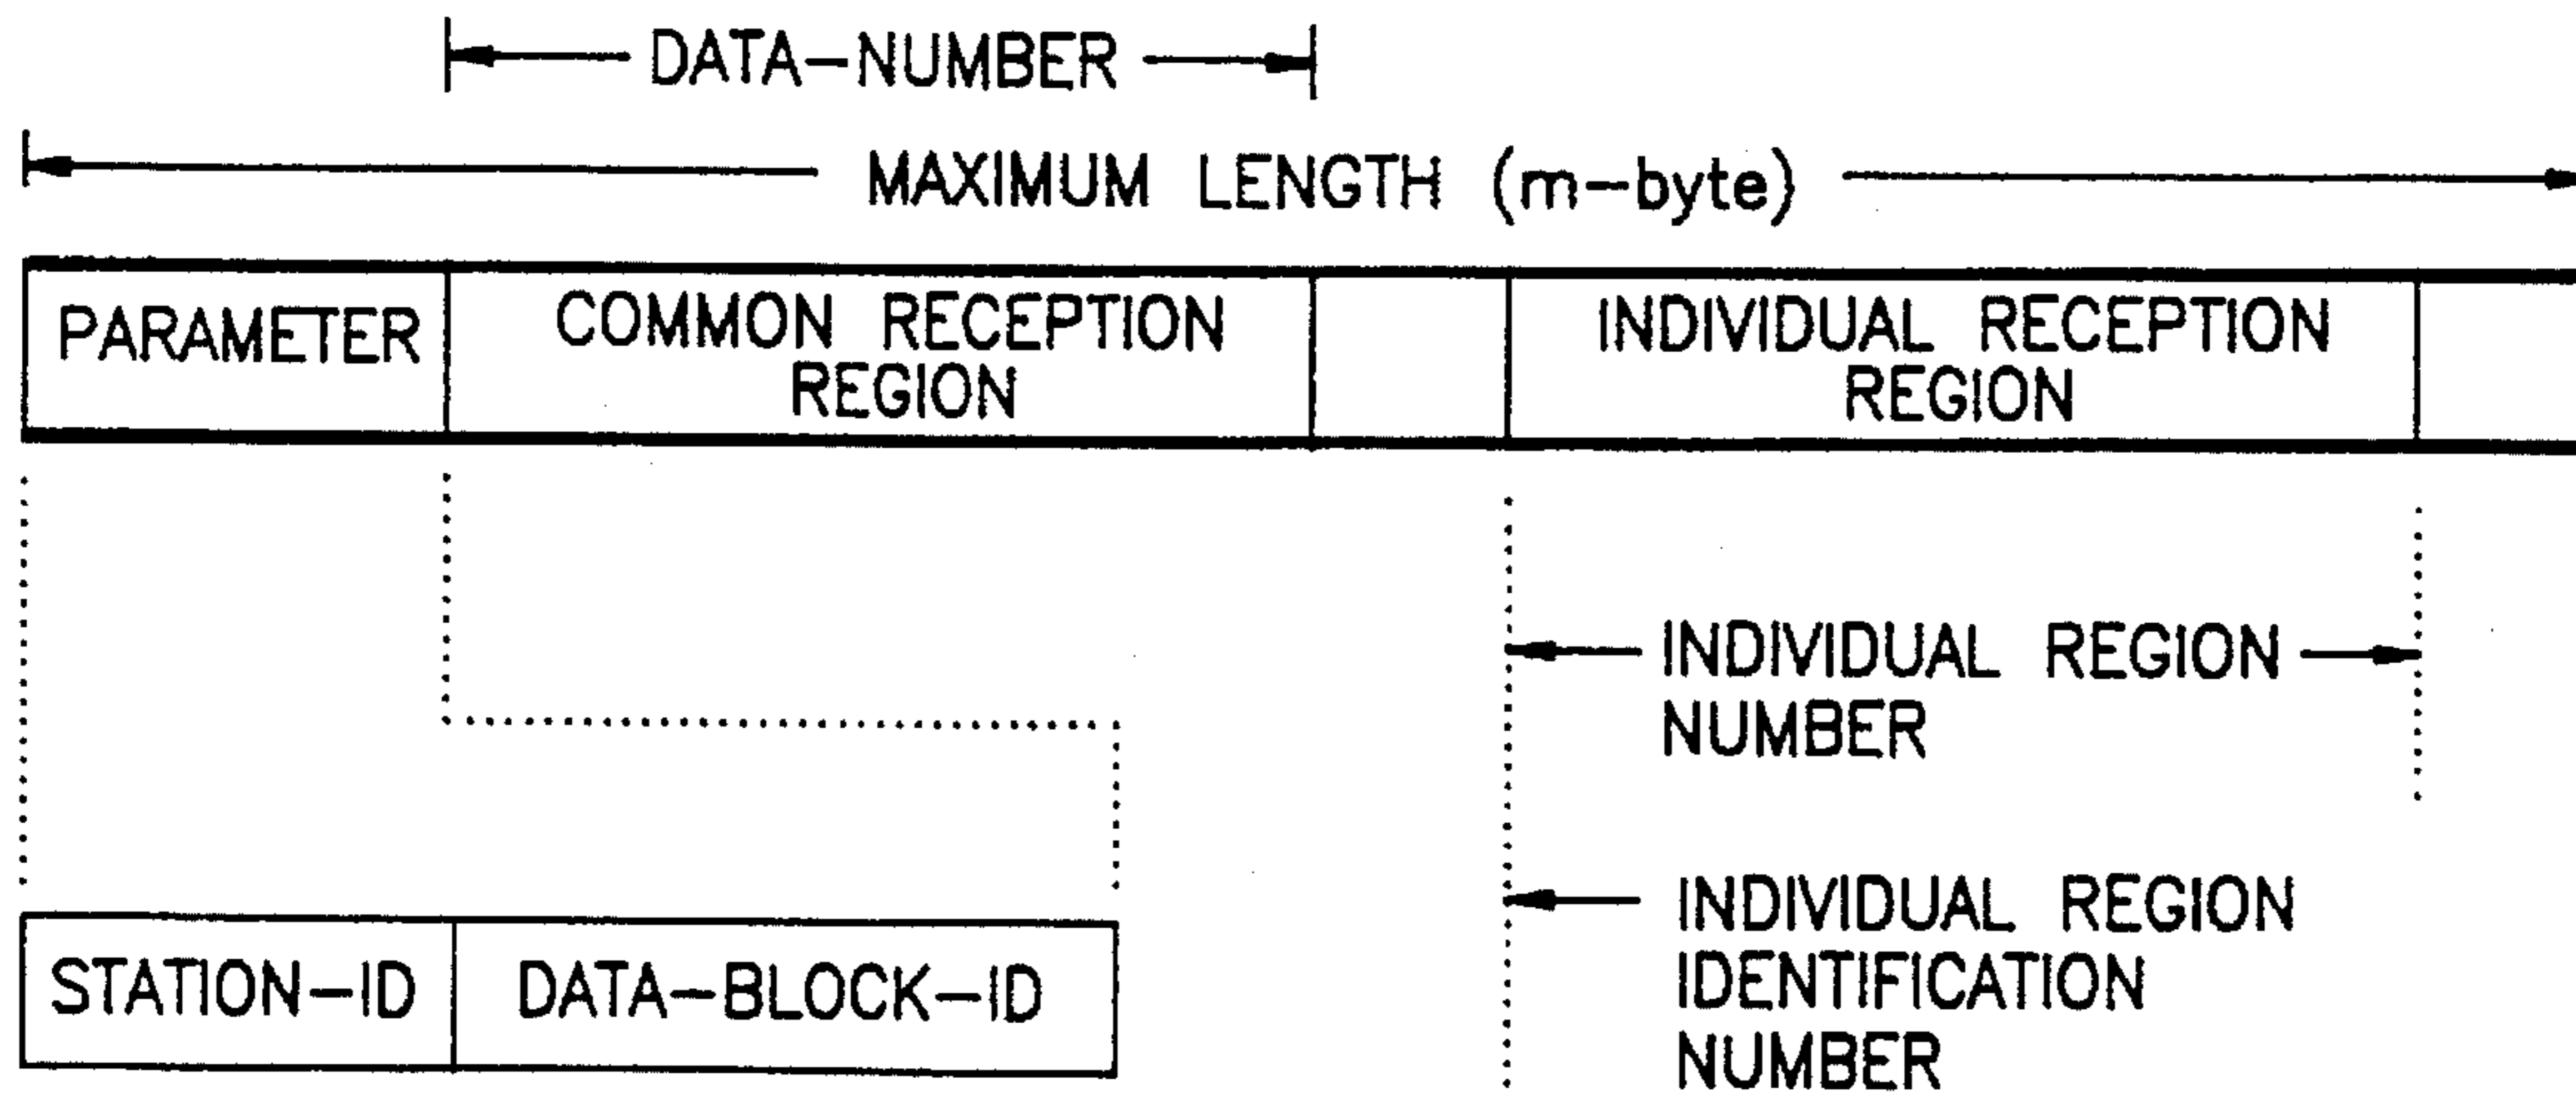 DATA-NUMBER
MAXIMUM LENGTH (m-byte)
PARAMETER
COMMON RECEPTION
REGION
INDIVIDUAL RECEPTION
REGION
INDIVIDUAL REGION
NUMBER
INDIVIDUAL REGION
IDENTIFICATION
NUMBER
STATION-ID
DATA-BLOCK-ID